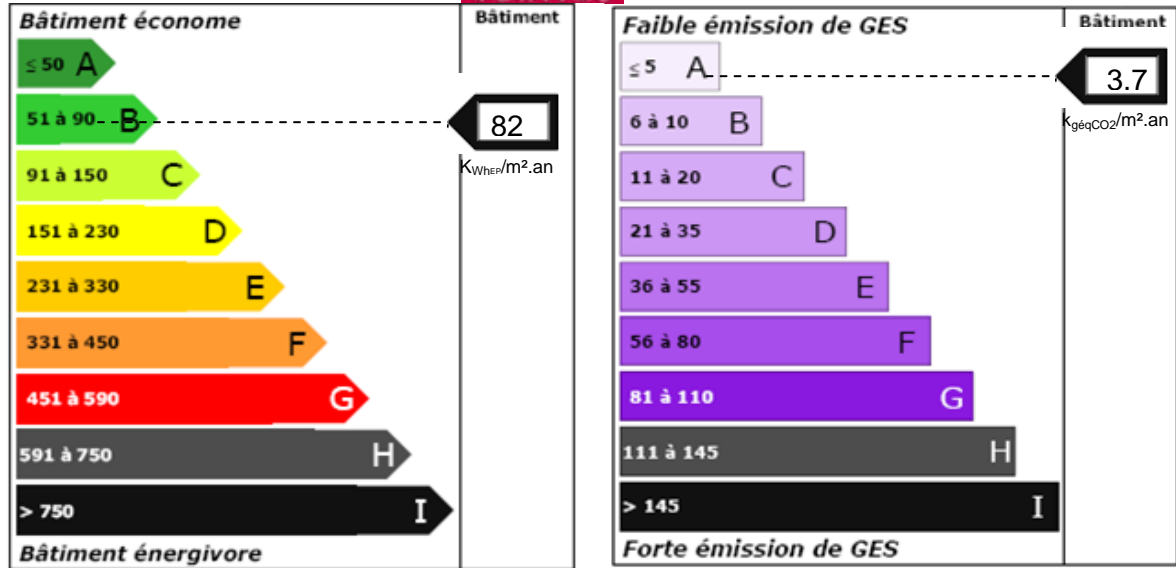 Bâtiment économe
Bâtiment
≤ 50 A
51 à 90 B
82
KWhEP/m².an
91 à 150 C
151 à 230 D
231 à 330 E
331 à 450 F
451 à 590 G
591 à 750 H
> 750 I
Bâtiment énergivore
Faible émission de GES
Bâtiment
≤ 5 A
3.7
kgéqCO2/m².an
6 à 10 B
11 à 20 C
21 à 35 D
36 à 55 E
56 à 80 F
81 à 110 G
111 à 145 H
> 145 I
Forte émission de GES